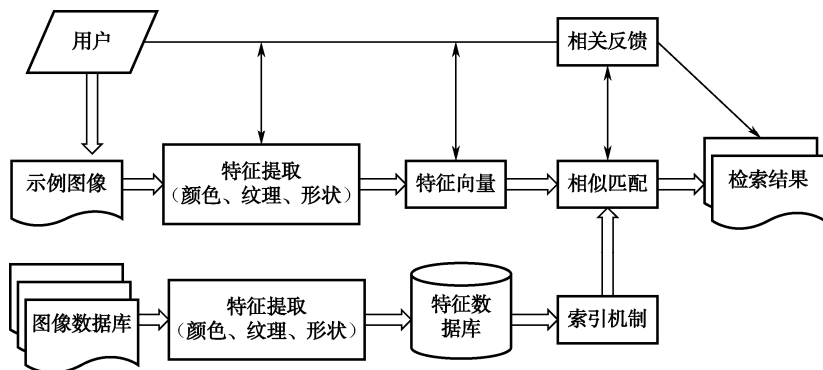 用户
相关反馈
示例图像
特征提取
（颜色、纹理、形状）
特征向量
相似匹配
检索结果
图像数据库
特征提取
（颜色、纹理、形状）
特征数
据库
索引机制